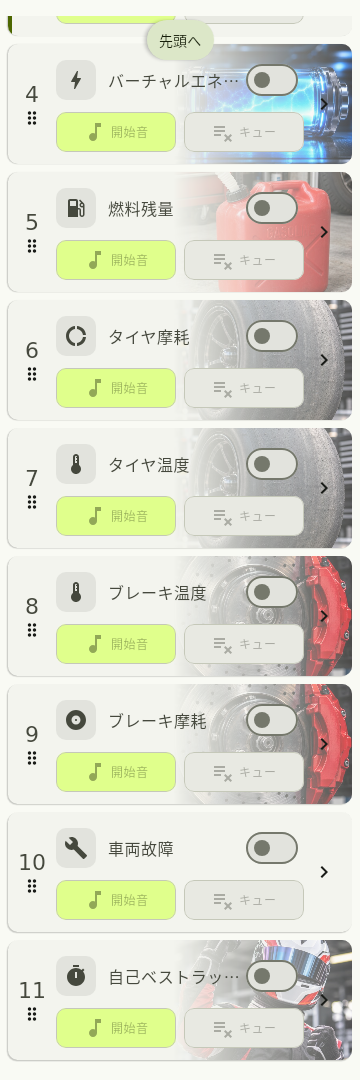 先頭へ
4
バーチャルエネ…
開始音
キュー
5
燃料残量
開始音
キュー
6
タイヤ摩耗
開始音
キュー
7
タイヤ温度
開始音
キュー
8
ブレーキ温度
開始音
キュー
9
ブレーキ摩耗
開始音
キュー
10
車両故障
開始音
キュー
11
自己ベストラッ…
開始音
キュー